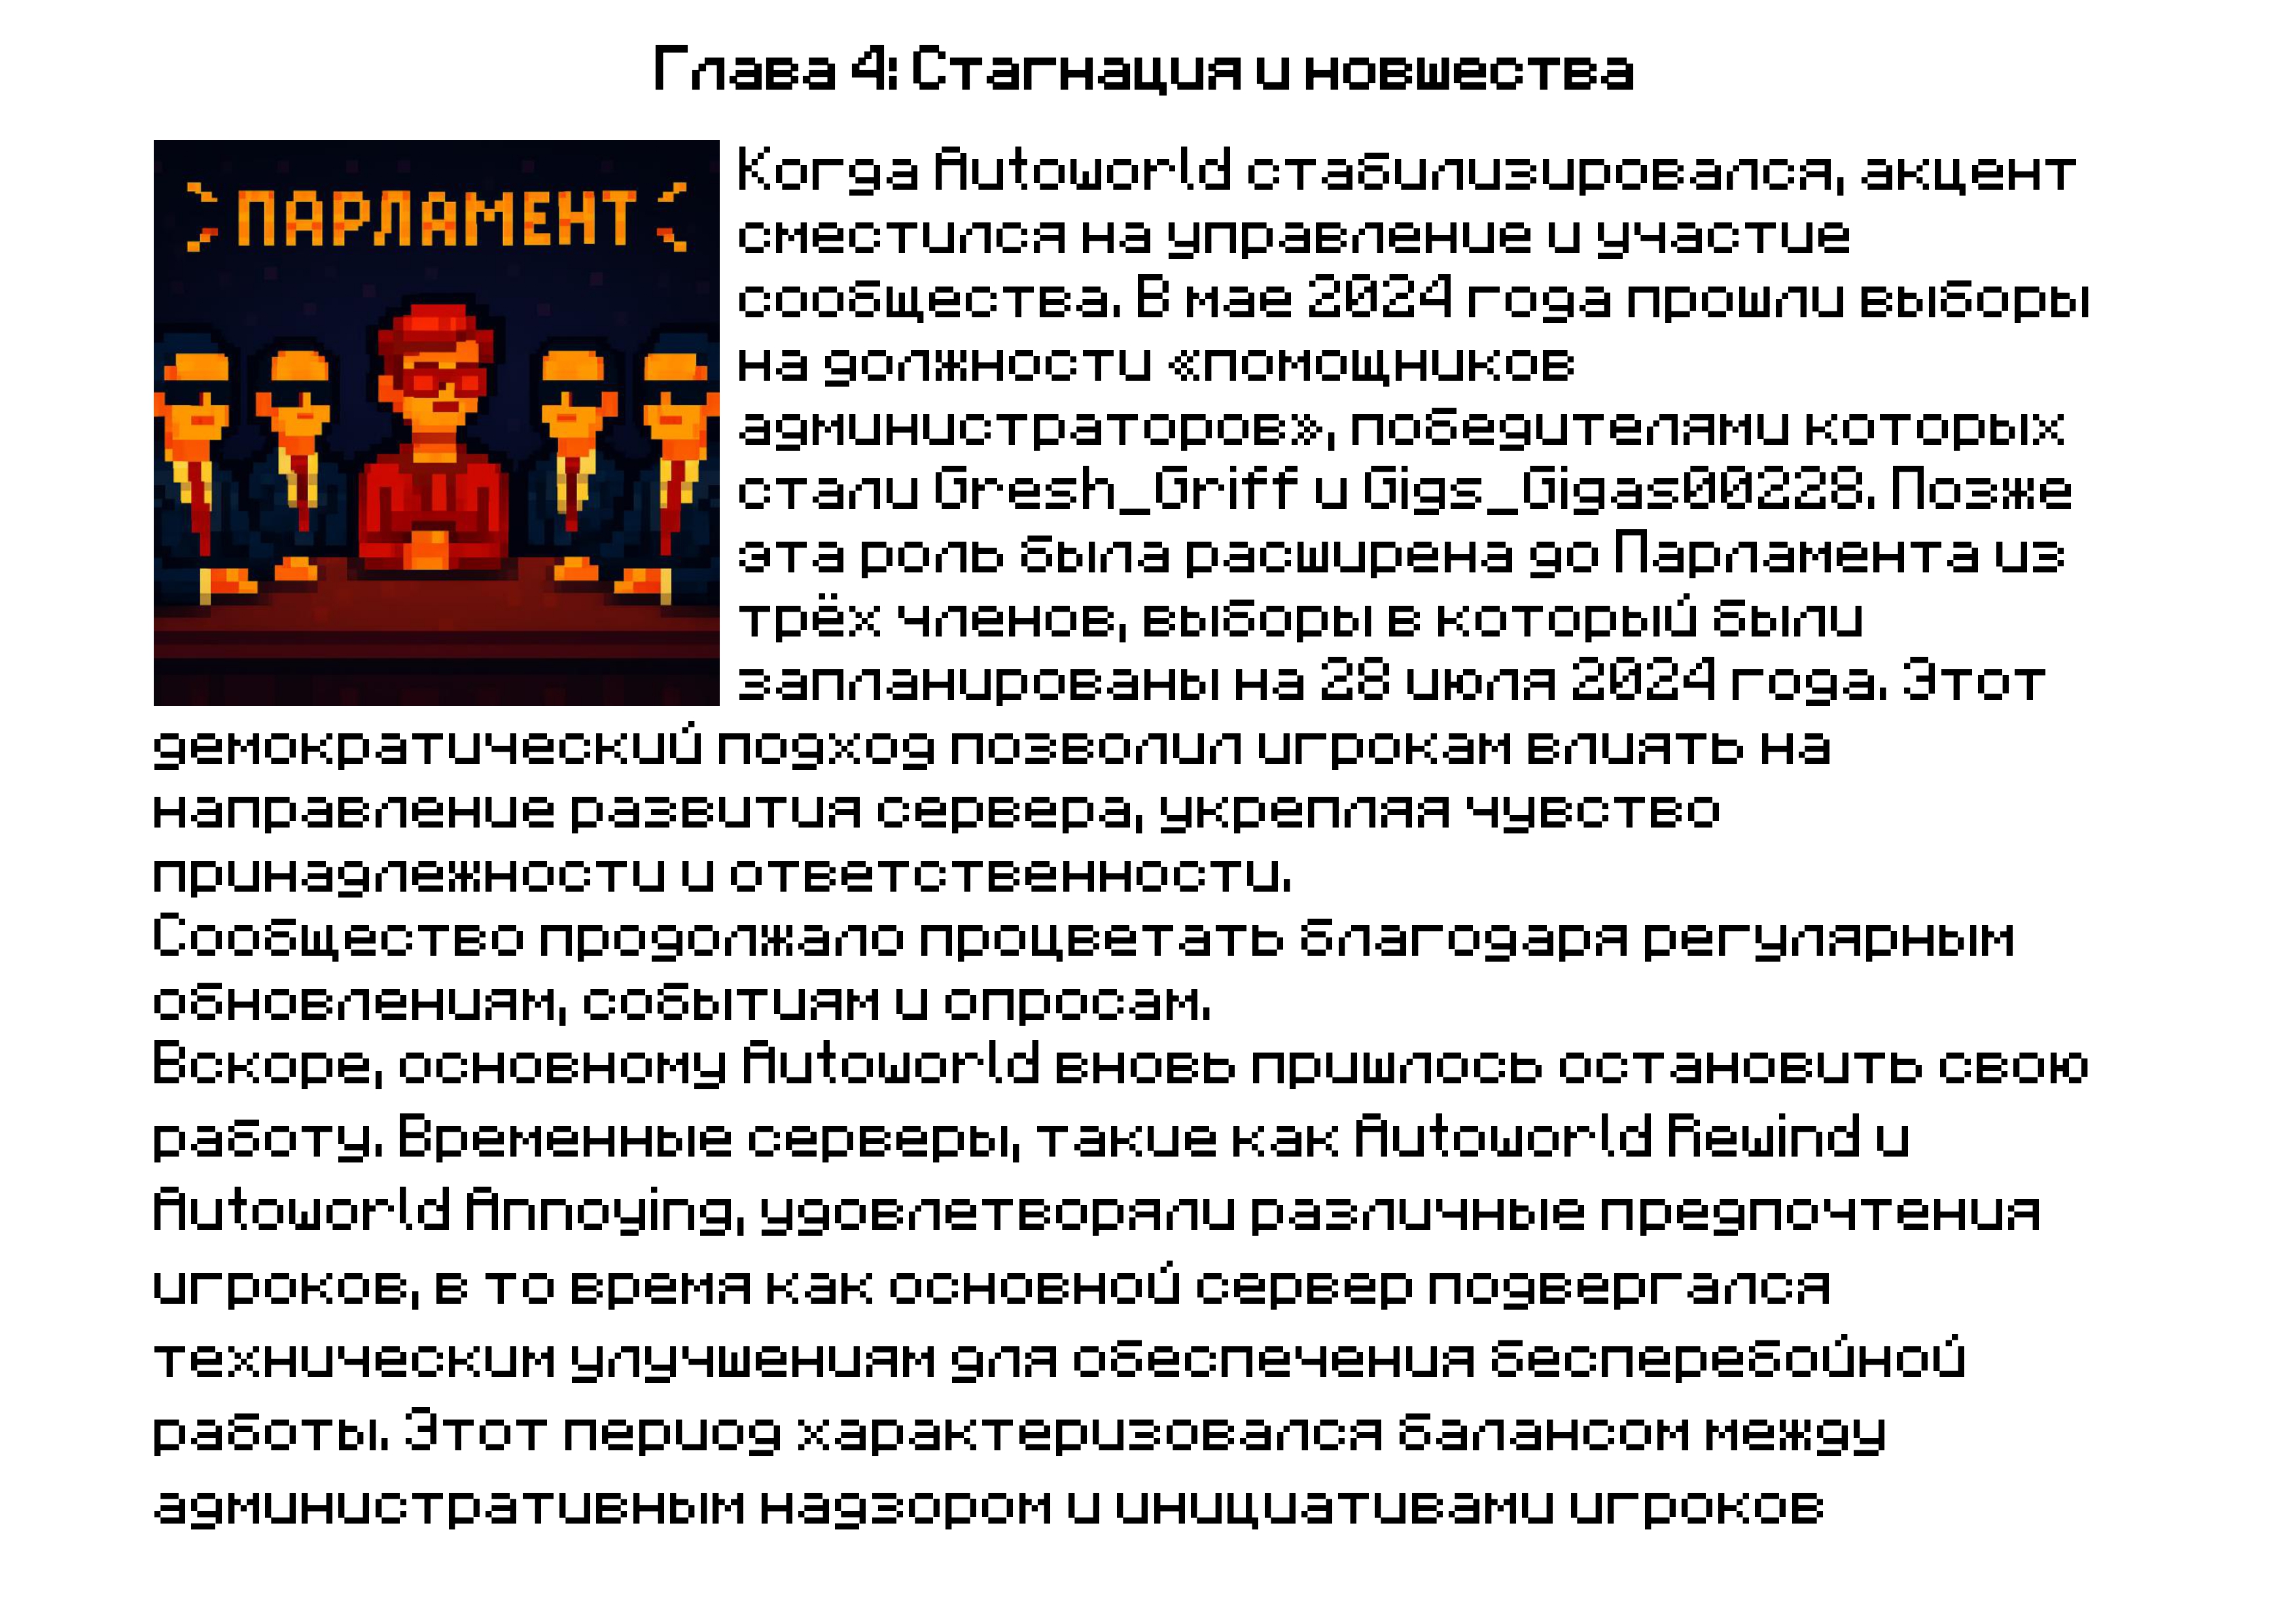 Глава 4: Стагнация и новшества
ПАРЛАМЕНТ
Когда Autoworld стабилизировался, акцент
сместился на управление и участие
сообщества. В мае 2024 года прошли выборы
на должности «помощников
администраторов», победителями которых
стали Gresh_Griff и Gigs_Gigas00228. Позже
эта роль была расширена до Парламента из
трёх членов, выборы в который были
запланированы на 28 июля 2024 года. Этот
демократический подход позволил игрокам влиять на
направление развития сервера, укрепляя чувство
принадлежности и ответственности.
Сообщество продолжало процветать благодаря регулярным
обновлениям, событиям и опросам.
Вскоре, основному Autoworld вновь пришлось остановить свою
работу. Временные серверы, такие как Autoworld Rewind и
Autoworld Annoying, удовлетворяли различные предпочтения
игроков, в то время как основной сервер подвергался
техническим улучшениям для обеспечения бесперебойной
работы. Этот период характеризовался балансом между
административным надзором и инициативами игроков